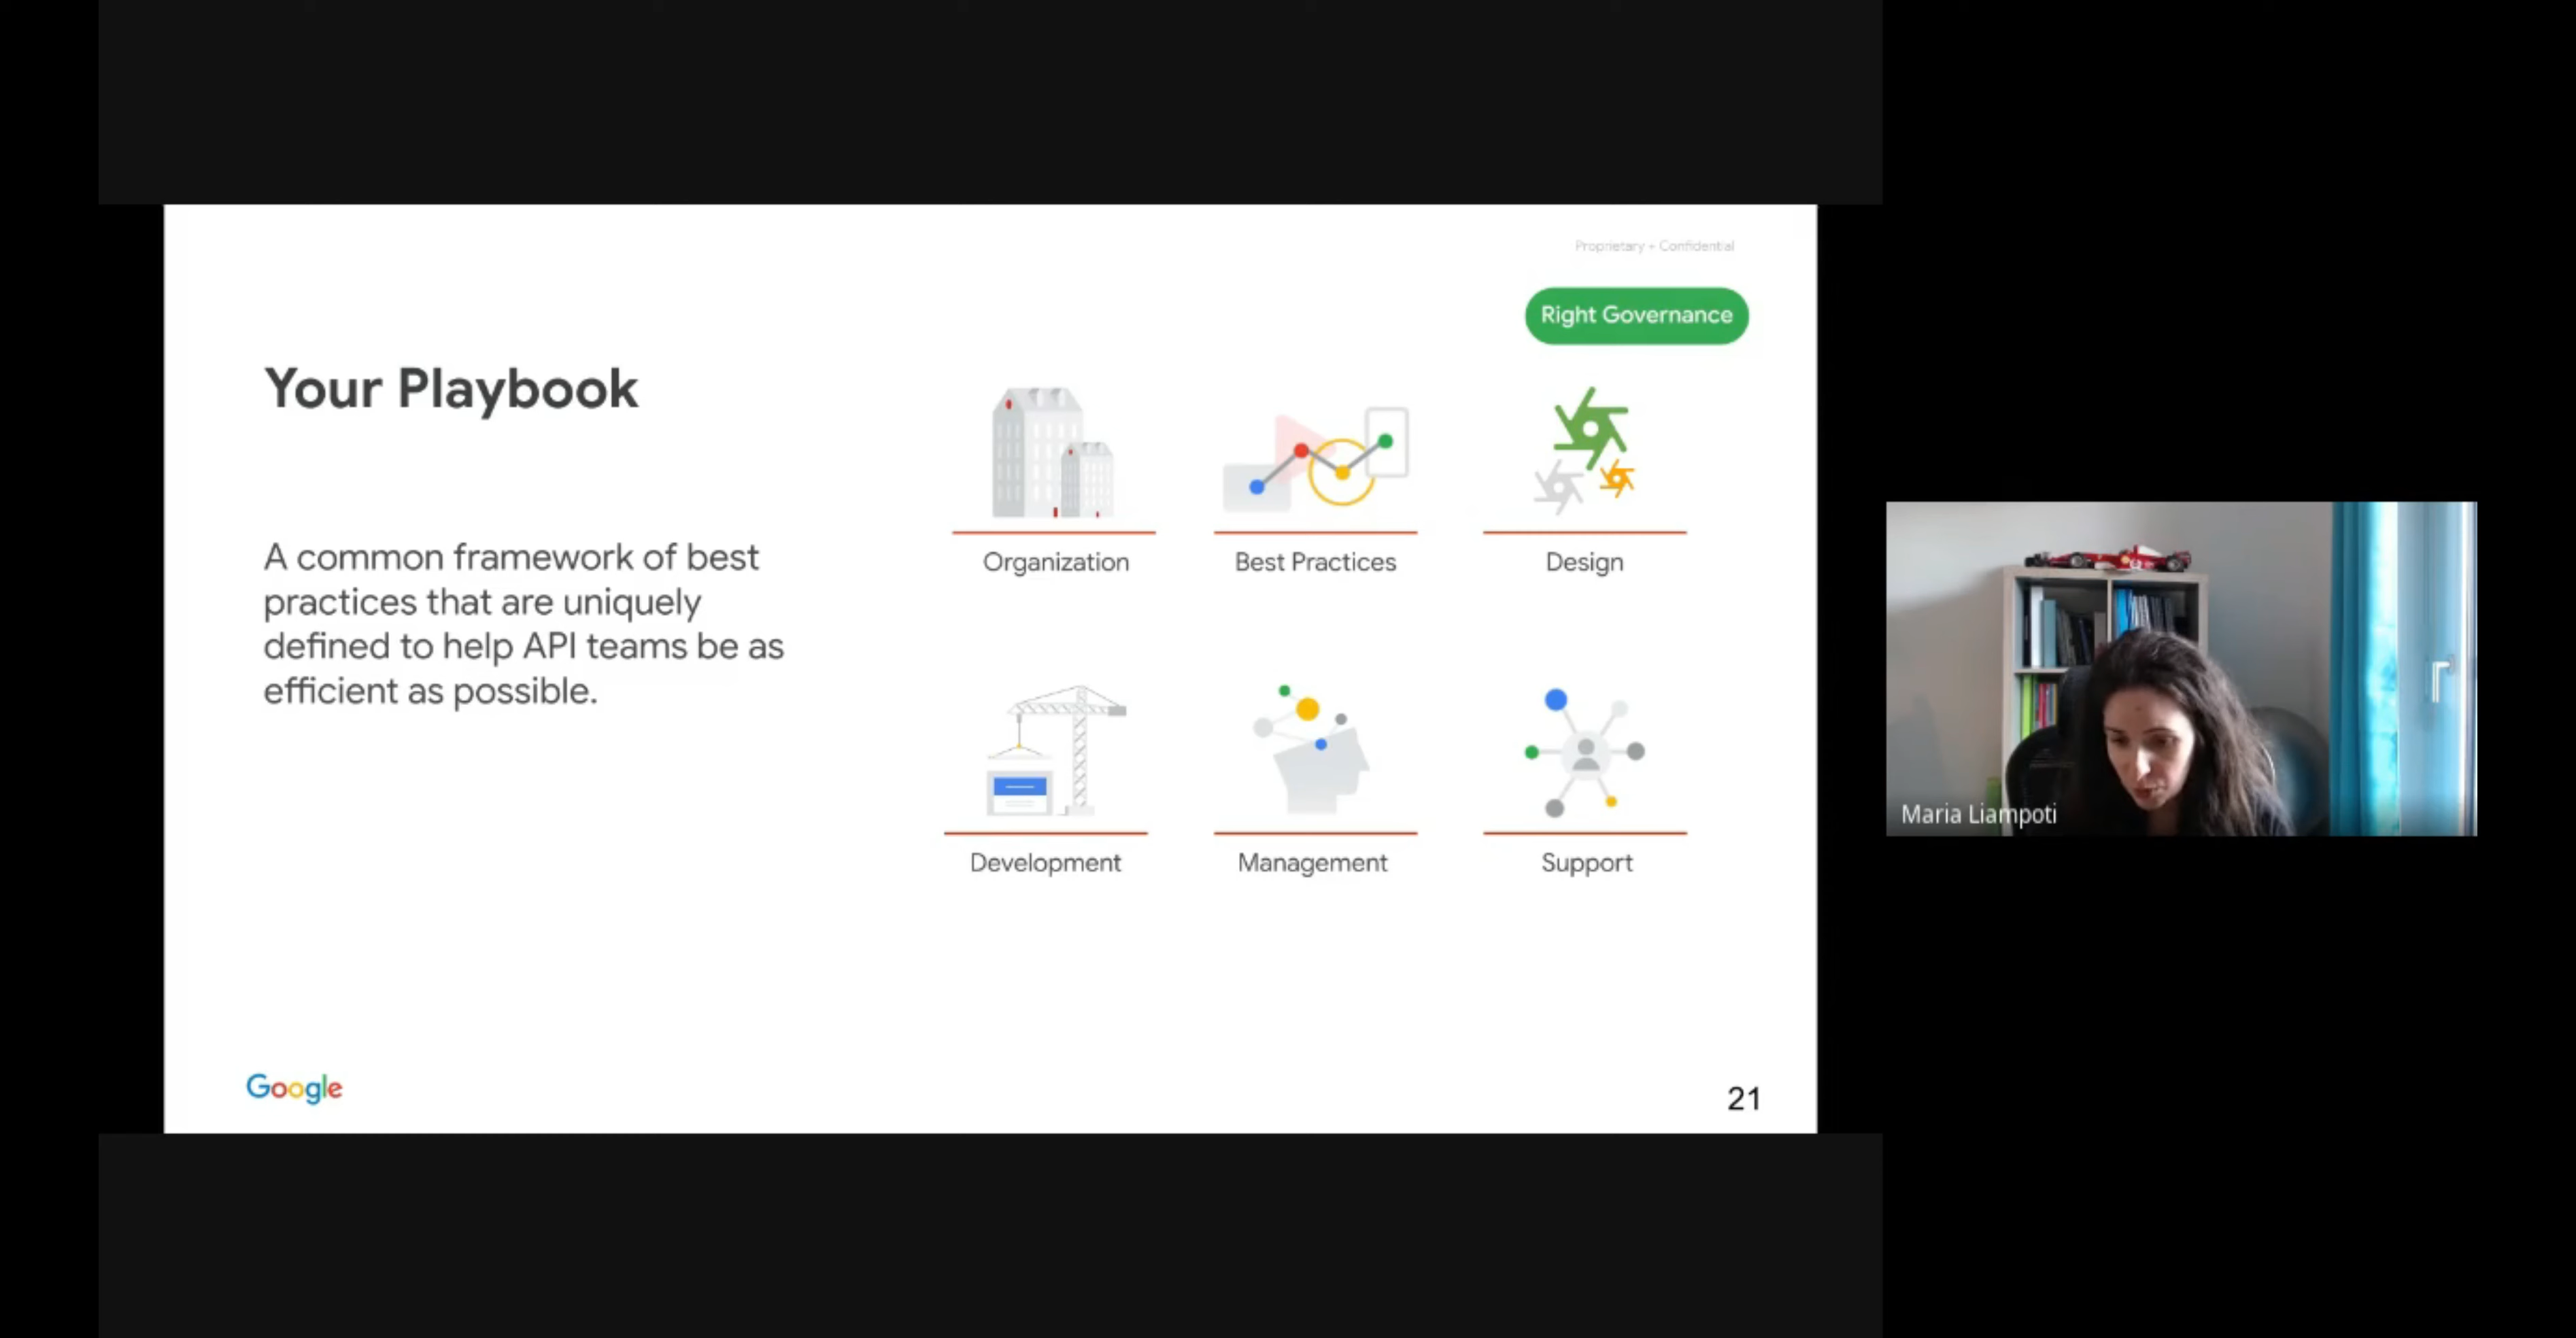 Proprietary + Confidential
Right Governance
Your Playbook
A common framework of best
practices that are uniquely
defined to help API teams be as
efficient as possible.
Organization
Best Practices
Design
Development
Management
Support
Google
21
Maria Liampoti